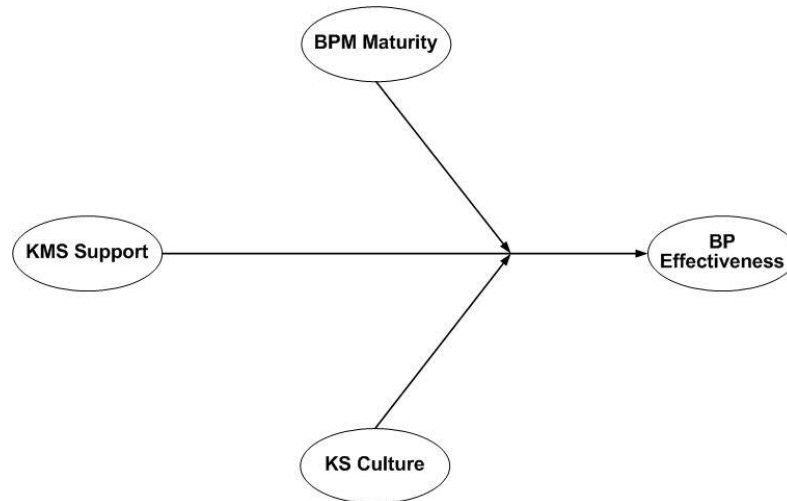 BPM Maturity
KMS Support
BP
Effectiveness
KS Culture